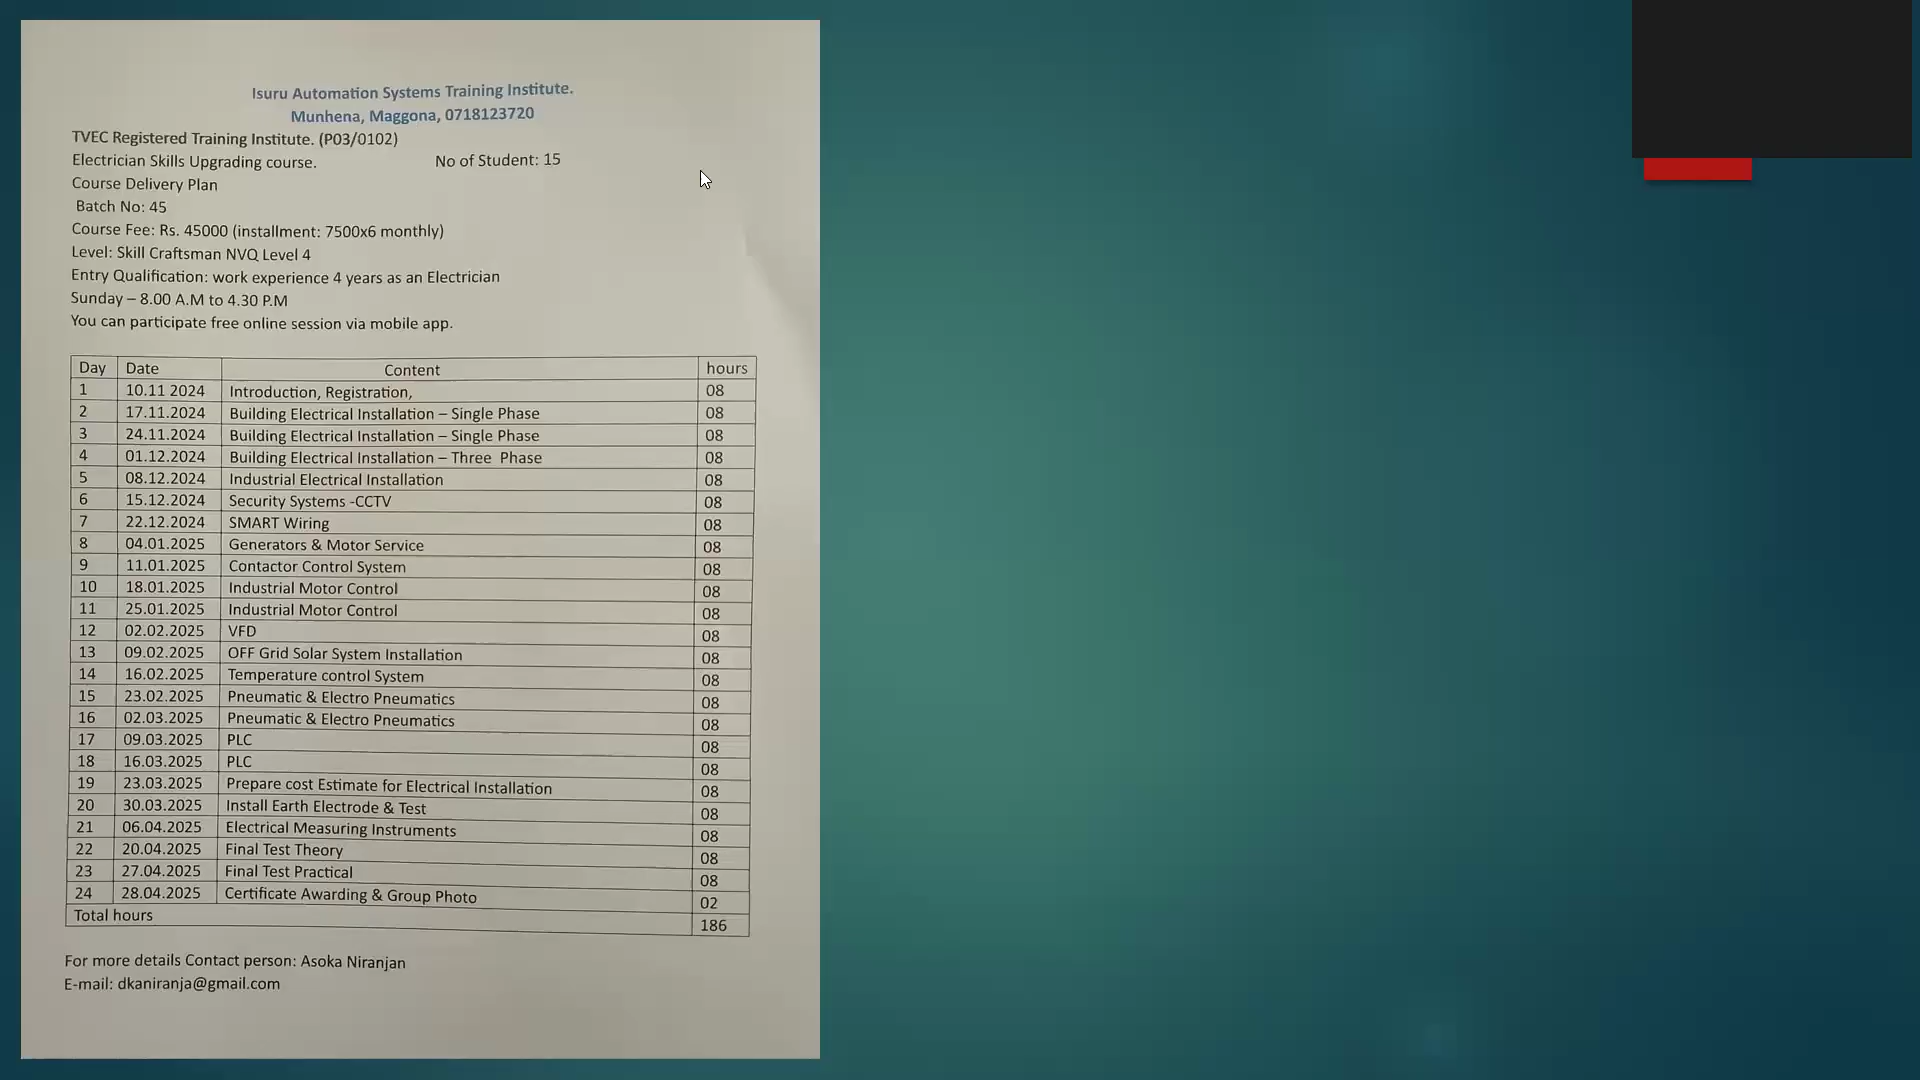 Isuru Automation Systems Training Institute.
Munhena, Maggona, 0718123720
TVEC Registered Training Institute. (P03/0102)
Electrician Skills Upgrading course. No of Student: 15
Course Delivery Plan
Batch No: 45
Course Fee: Rs. 45000 (installment: 7500x6 monthly)
Level: Skill Craftsman NVQ Level 4
Entry Qualification: work experience 4 years as an Electrician
Sunday – 8.00 A.M to 4.30 P.M
You can participate free online session via mobile app.
Day Date Content hours
1 10.11 2024 Introduction, Registration, 08
2 17.11.2024 Building Electrical Installation – Single Phase 08
3 24.11.2024 Building Electrical Installation – Single Phase 08
4 01.12.2024 Building Electrical Installation – Three Phase 08
5 08.12.2024 Industrial Electrical Installation 08
6 15.12.2024 Security Systems -CCTV 08
7 22.12.2024 SMART Wiring 08
8 04.01.2025 Generators & Motor Service 08
9 11.01.2025 Contactor Control System 08
10 18.01.2025 Industrial Motor Control 08
11 25.01.2025 Industrial Motor Control 08
12 02.02.2025 VFD 08
13 09.02.2025 OFF Grid Solar System Installation 08
14 16.02.2025 Temperature control System 08
15 23.02.2025 Pneumatic & Electro Pneumatics 08
16 02.03.2025 Pneumatic & Electro Pneumatics 08
17 09.03.2025 PLC 08
18 16.03.2025 PLC 08
19 23.03.2025 Prepare cost Estimate for Electrical Installation 08
20 30.03.2025 Install Earth Electrode & Test 08
21 06.04.2025 Electrical Measuring Instruments 08
22 20.04.2025 Final Test Theory 08
23 27.04.2025 Final Test Practical 08
24 28.04.2025 Certificate Awarding & Group Photo 02
Total hours 186
For more details Contact person: Asoka Niranjan
E-mail: dkaniranja@gmail.com